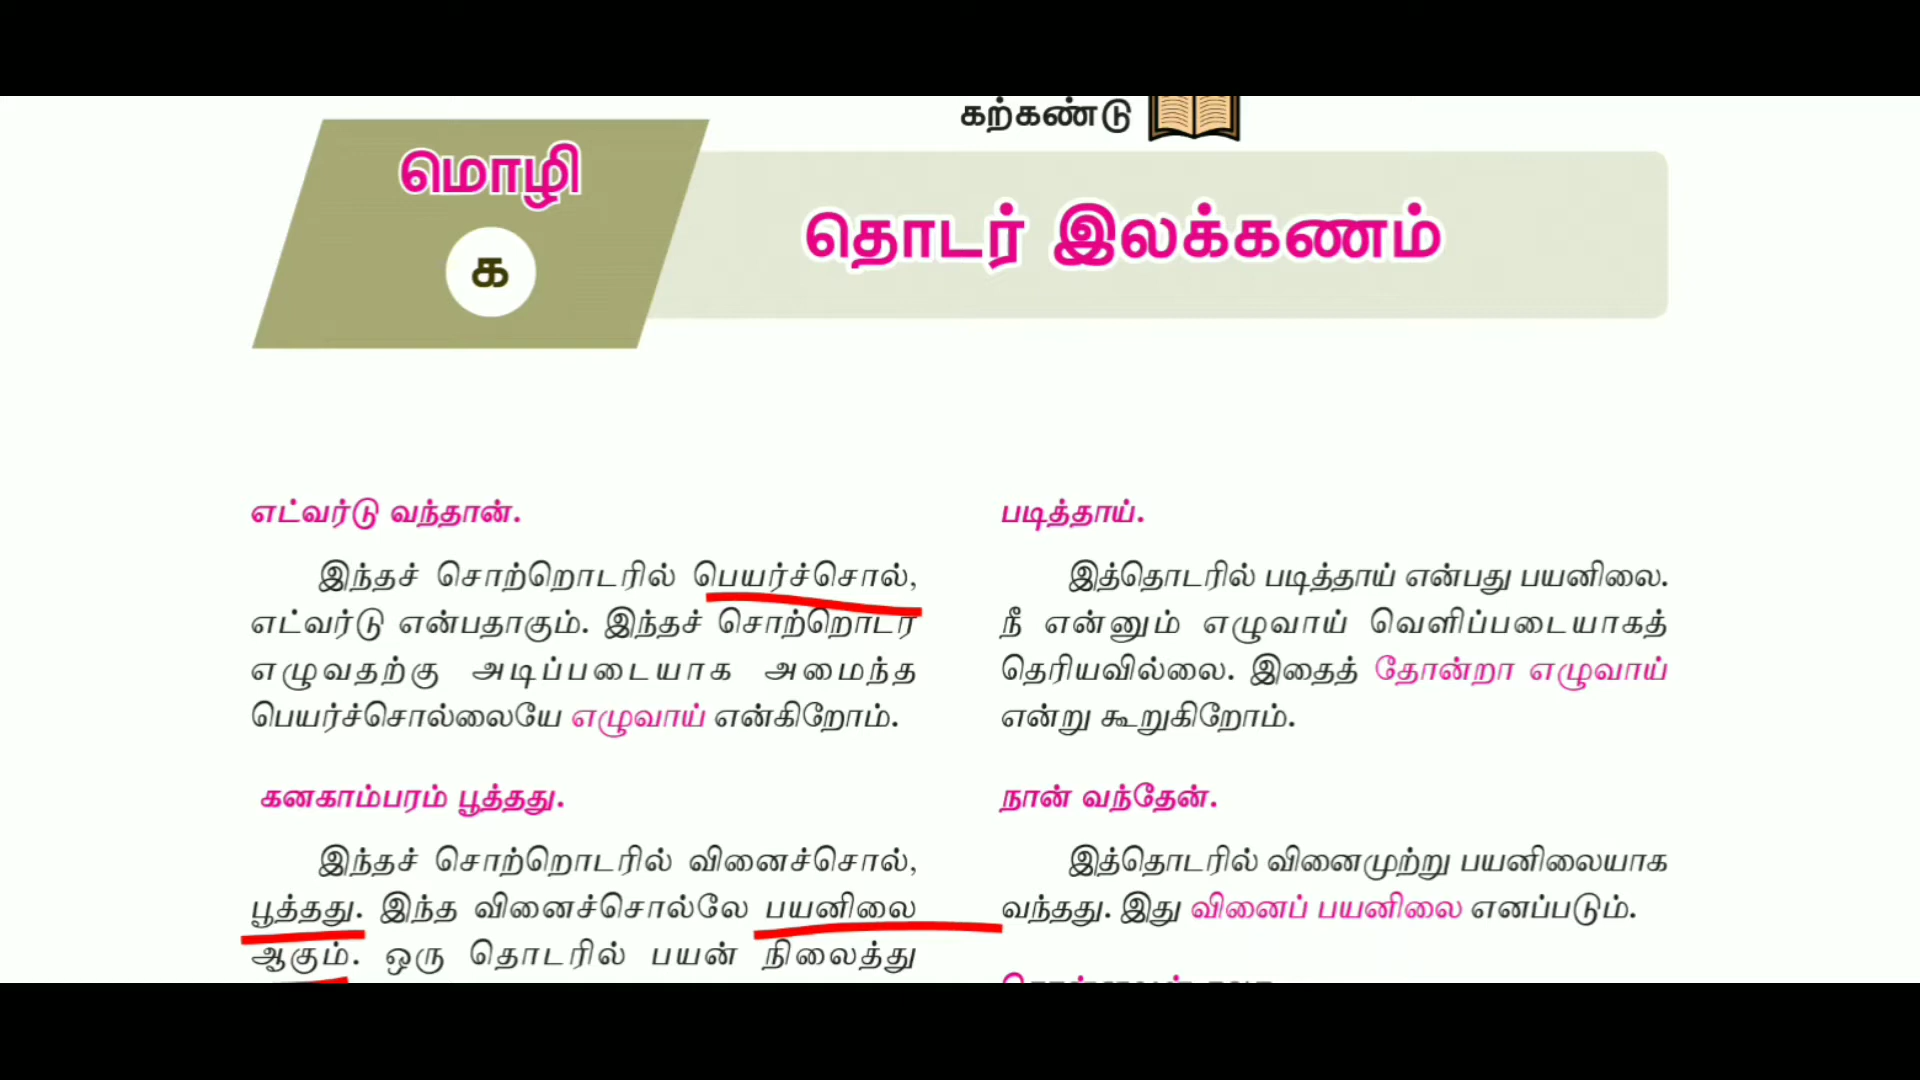 கற்கண்டு
மொழி
க
தொடர் இலக்கணம்
எட்வர்டு வந்தான்.
இந்தச் சொற்றொடரில் பெயர்ச்சொல்,
எட்வர்டு என்பதாகும். இந்தச் சொற்றொடர்
எழுவதற்கு அடிப்படையாக அமைந்த
பெயர்ச்சொல்லையே எழுவாய் என்கிறோம்.
கனகாம்பரம் பூத்தது.
இந்தச் சொற்றொடரில் வினைச்சொல்,
பூத்தது. இந்த வினைச்சொல்லே பயனிலை
ஆகும். ஒரு தொடரில் பயன் நிலைத்து
படித்தாய்.
இத்தொடரில் படித்தாய் என்பது பயனிலை.
நீ என்னும் எழுவாய் வெளிப்படையாகத்
தெரியவில்லை. இதைத் தோன்றா எழுவாய்
என்று கூறுகிறோம்.
நான் வந்தேன்.
இத்தொடரில் வினைமுற்று பயனிலையாக
வந்தது. இது வினைப் பயனிலை எனப்படும்.